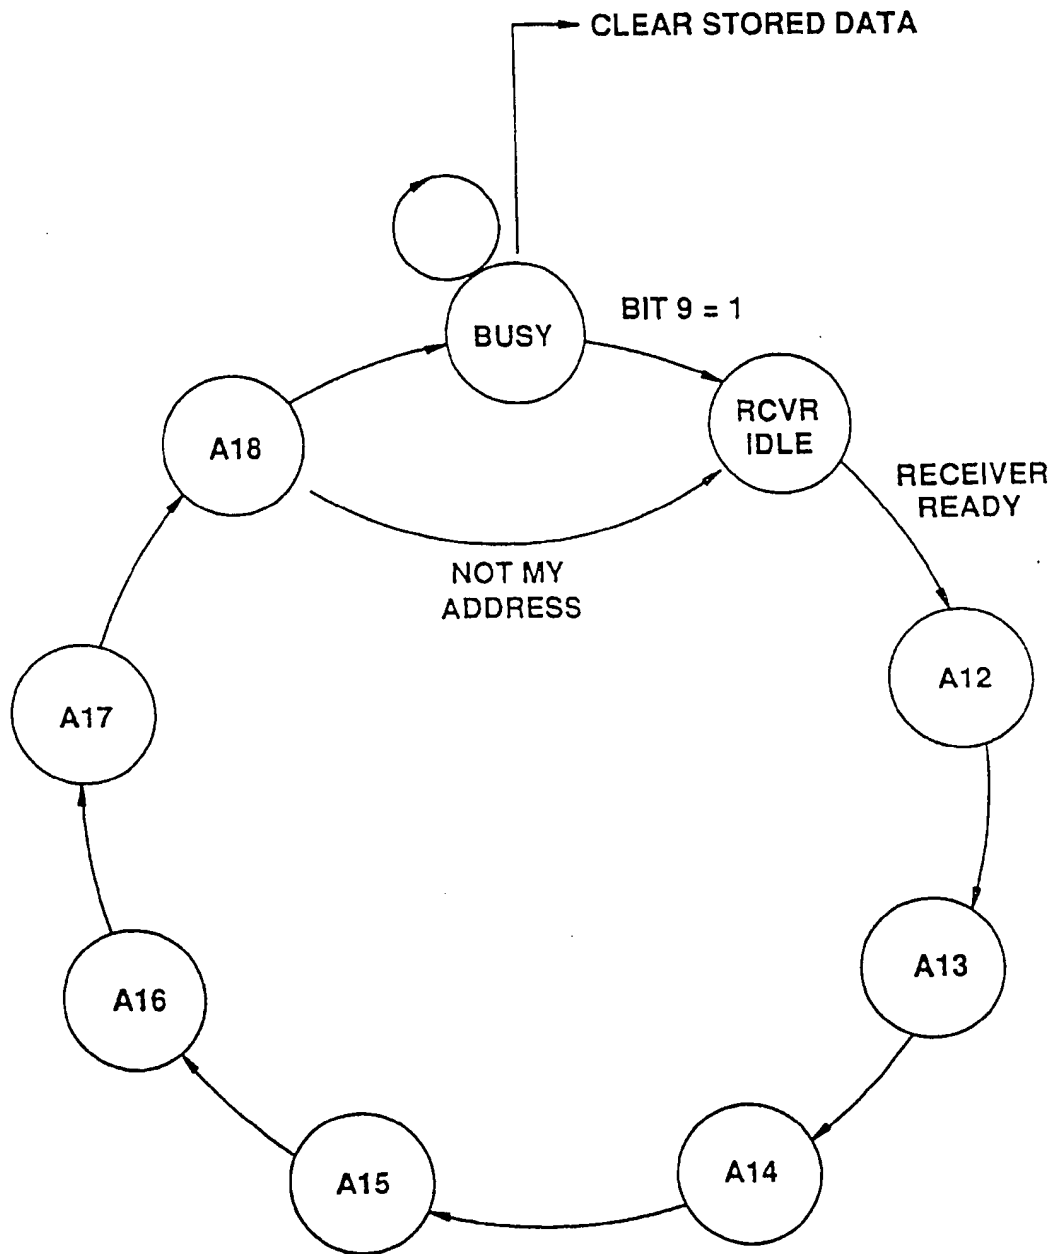 CLEAR STORED DATA
BIT 9 = 1
BUSY
RCVR
IDLE
A18
RECEIVER
READY
NOT MY
ADDRESS
A12
A17
A13
A16
A14
A15